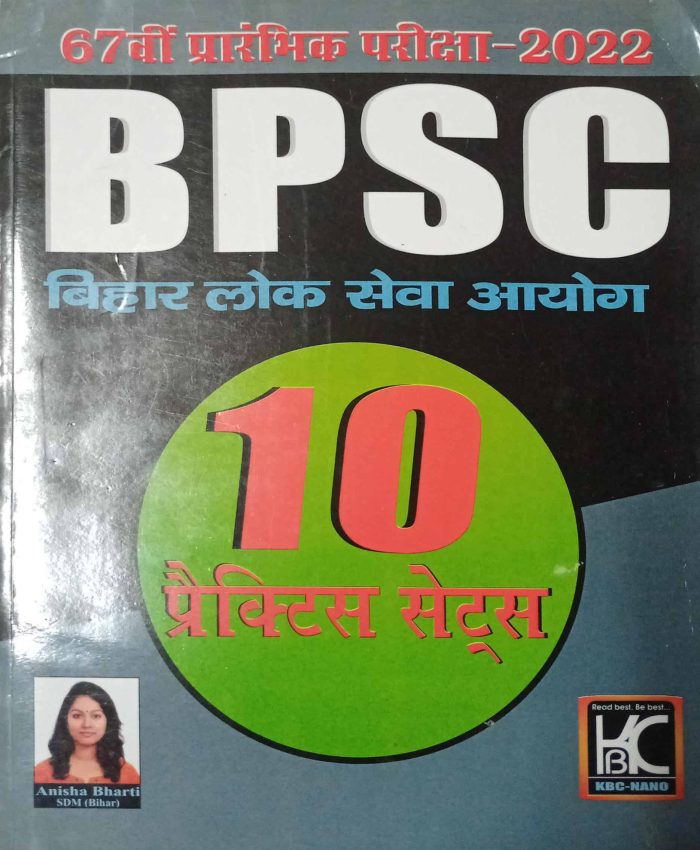 67वीं प्रारंभिक परीक्षा-2022
BPSC
बिहार लोक सेवा आयोग
10
प्रैक्टिस सेट्स
Anisha Bharti
SDM (Bihar)
Read best, Be best...
KBC
KBC-NANO